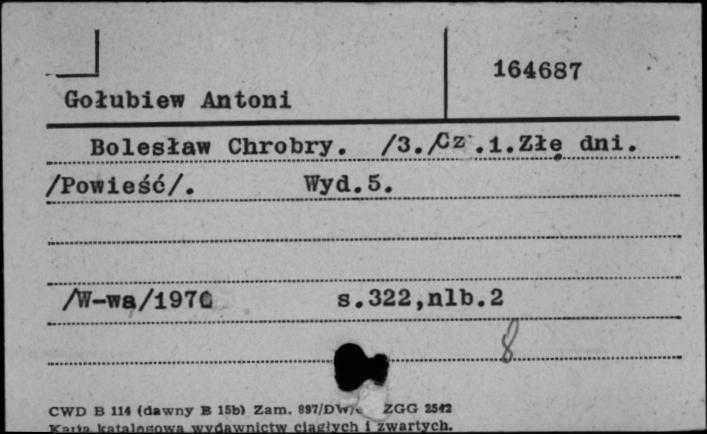 164687
Gołubiew Antoni
Bolesław Chrobry. /3./Cz.1.Złe dni.
/Powieść/. Wyd.5.
/W-wa/1970 s.322,nlb.2
8
CWD B 114 (dawny B 15b) Zam. 897/DW/ ZGG 2542
Karta katalogowa wydawnictw ciągłych i zwartych.